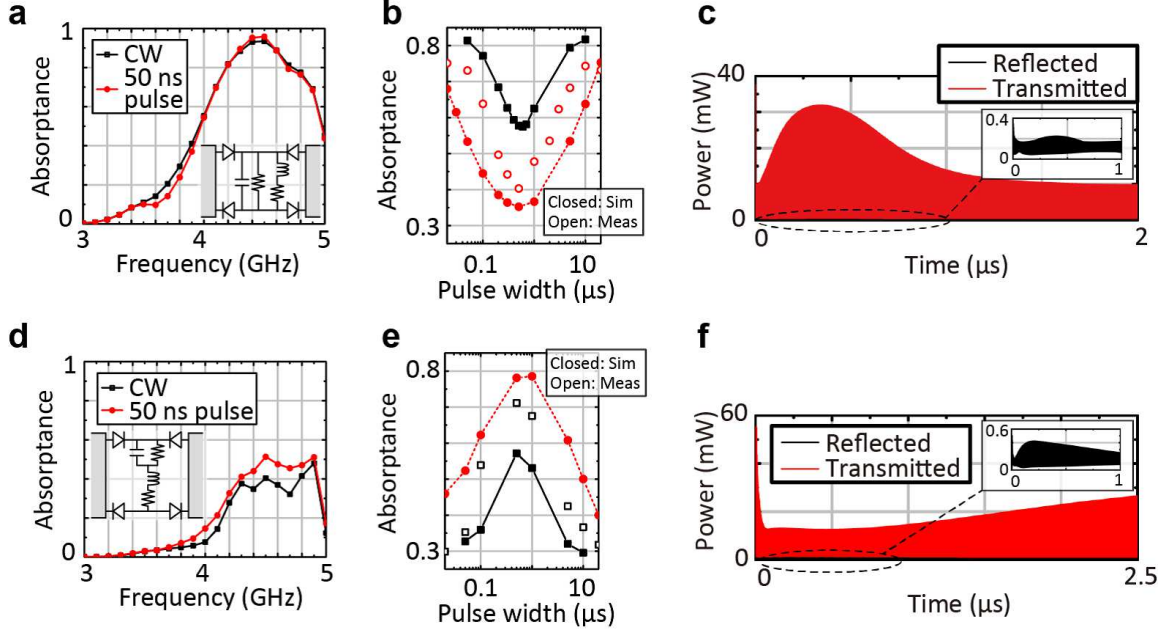 a
1
CW
50 ns
pulse
Absorptance
0
3
4
5
Frequency (GHz)
b
0.8
Absorptance
Closed: Sim
Open: Meas
0.3
0.1
10
Pulse width (μs)
c
40
Reflected
Transmitted
Power (mW)
0.4
0
0
1
0
0
2
Time (μs)
d
1
CW
50 ns pulse
Absorptance
0
3
4
5
Frequency (GHz)
e
Closed: Sim
Open: Meas
0.8
Absorptance
0.3
0.1
10
Pulse width (μs)
f
60
Reflected
Transmitted
Power (mW)
0.6
0
0
1
0
0
2.5
Time (μs)